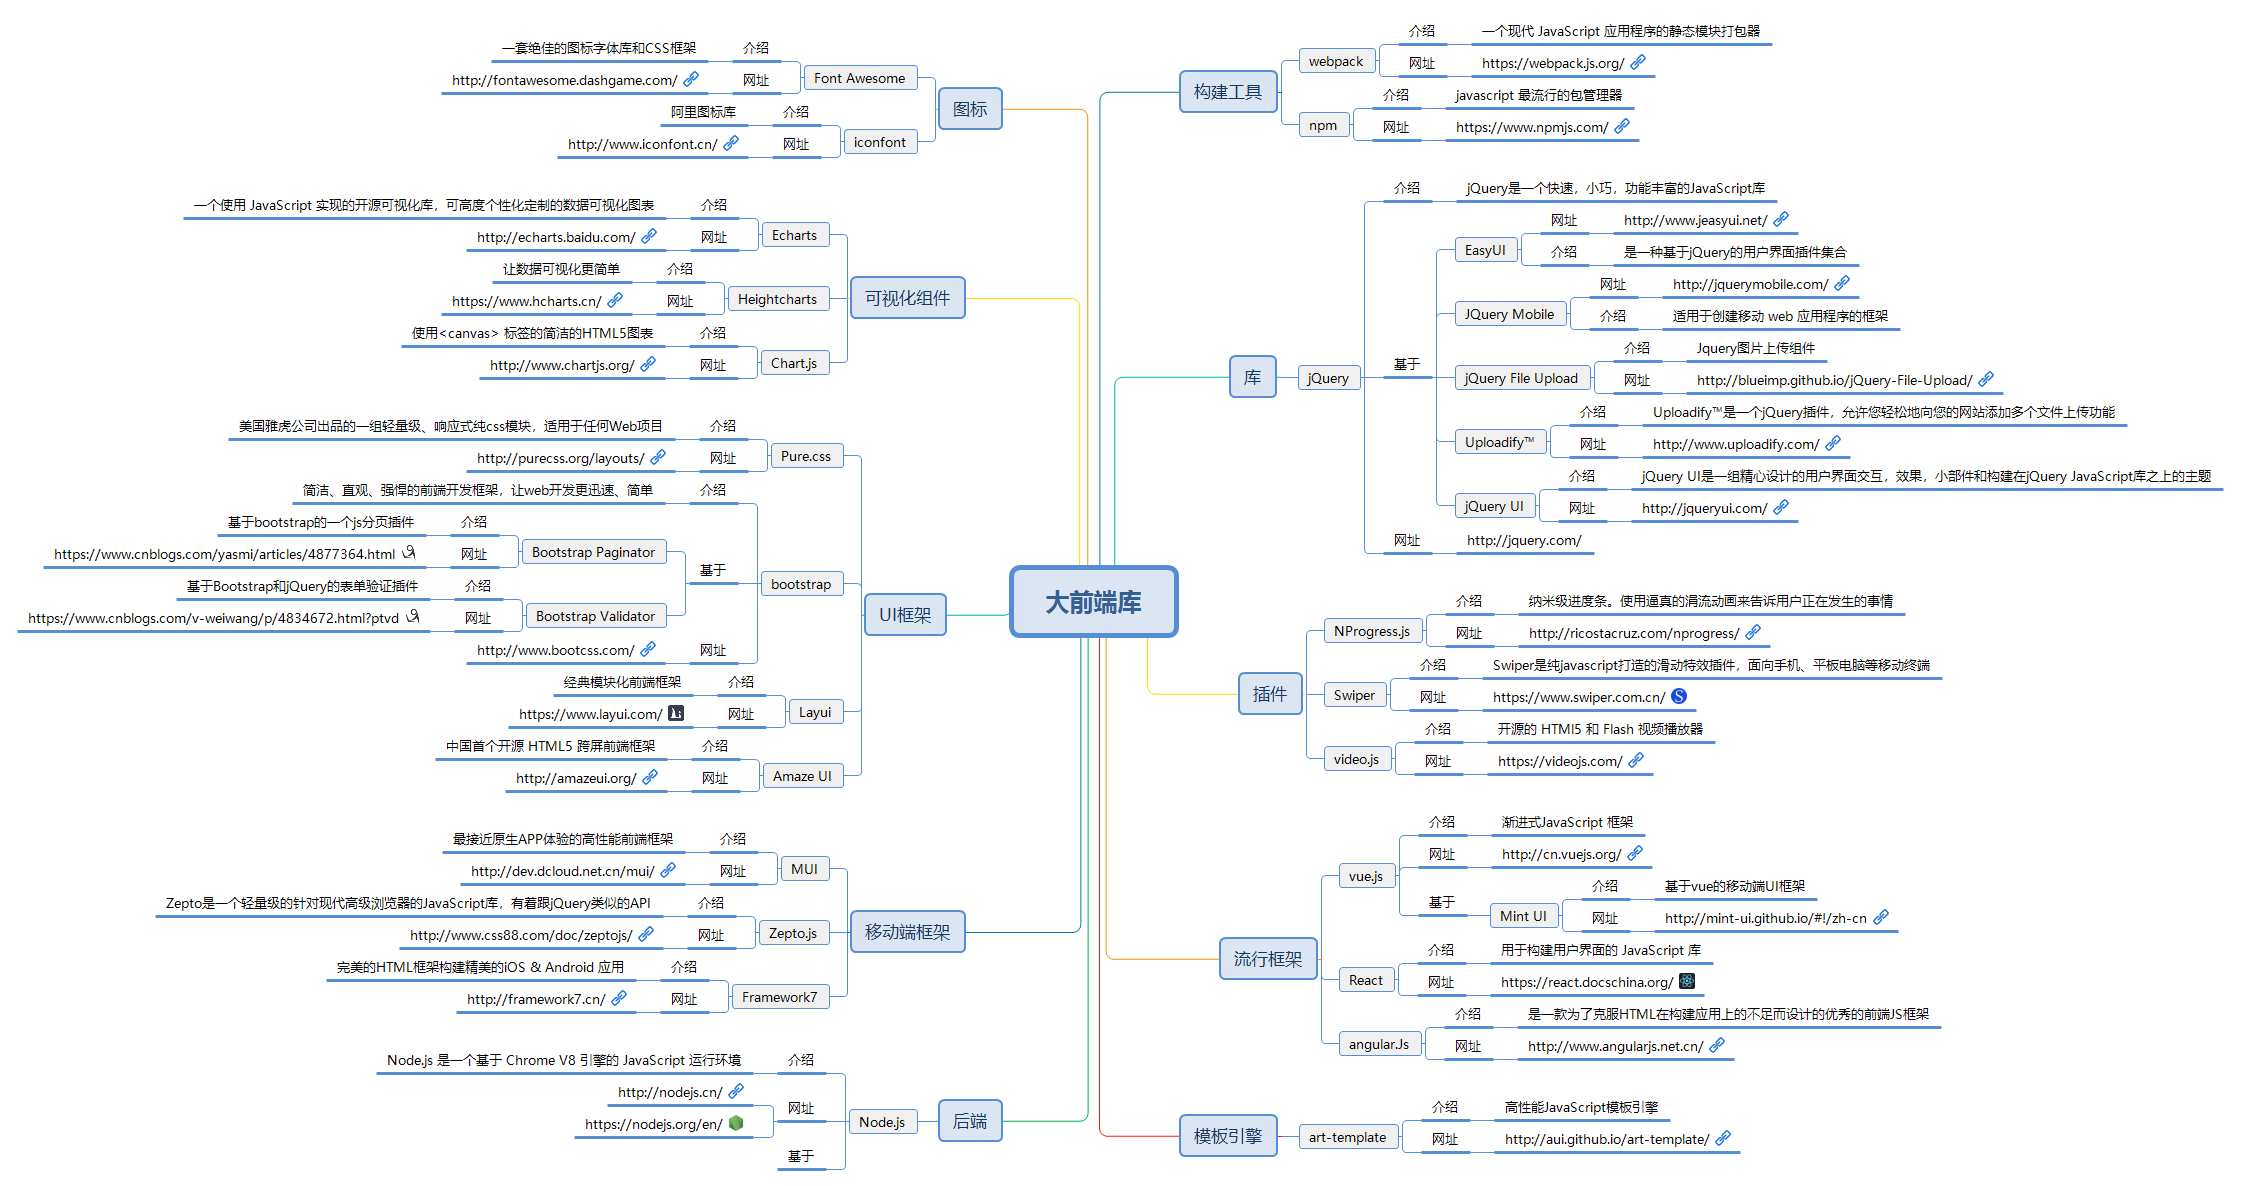 大前端库
构建工具
webpack
介绍
一个现代 JavaScript 应用程序的静态模块打包器
网址
https://webpack.js.org/
npm
介绍
javascript 最流行的包管理器
网址
https://www.npmjs.com/
库
jQuery
介绍
jQuery是一个快速，小巧，功能丰富的JavaScript库
基于
EasyUI
网址
http://www.jeasyui.net/
介绍
是一种基于jQuery的用户界面插件集合
JQuery Mobile
网址
http://jquerymobile.com/
介绍
适用于创建移动 web 应用程序的框架
jQuery File Upload
介绍
Jquery图片上传组件
网址
http://blueimp.github.io/jQuery-File-Upload/
Uploadify™
介绍
Uploadify™是一个jQuery插件，允许您轻松地向您的网站添加多个文件上传功能
网址
http://www.uploadify.com/
jQuery UI
介绍
jQuery UI是一组精心设计的用户界面交互，效果，小部件和构建在jQuery JavaScript库之上的主题
网址
http://jqueryui.com/
网址
http://jquery.com/
插件
NProgress.js
介绍
纳米级进度条。使用逼真的涓流动画来告诉用户正在发生的事情
网址
http://ricostacruz.com/nprogress/
Swiper
介绍
Swiper是纯javascript打造的滑动特效插件，面向手机、平板电脑等移动终端
网址
https://www.swiper.com.cn/
video.js
介绍
开源的 HTMl5 和 Flash 视频播放器
网址
https://videojs.com/
流行框架
vue.js
介绍
渐进式JavaScript 框架
网址
http://cn.vuejs.org/
基于
Mint UI
介绍
基于vue的移动端UI框架
网址
http://mint-ui.github.io/#!/zh-cn
React
介绍
用于构建用户界面的 JavaScript 库
网址
https://react.docschina.org/
angular.Js
介绍
是一款为了克服HTML在构建应用上的不足而设计的优秀的前端JS框架
网址
http://www.angularjs.net.cn/
模板引擎
art-template
介绍
高性能JavaScript模板引擎
网址
http://aui.github.io/art-template/
图标
Font Awesome
介绍
一套绝佳的图标字体库和CSS框架
网址
http://fontawesome.dashgame.com/
iconfont
介绍
阿里图标库
网址
http://www.iconfont.cn/
可视化组件
Echarts
介绍
一个使用 JavaScript 实现的开源可视化库，可高度个性化定制的数据可视化图表
网址
http://echarts.baidu.com/
Heightcharts
介绍
让数据可视化更简单
网址
https://www.hcharts.cn/
Chart.js
介绍
使用<canvas> 标签的简洁的HTML5图表
网址
http://www.chartjs.org/
UI框架
Pure.css
介绍
美国雅虎公司出品的一组轻量级、响应式纯css模块，适用于任何Web项目
网址
http://purecss.org/layouts/
bootstrap
介绍
简洁、直观、强悍的前端开发框架，让web开发更迅速、简单
基于
Bootstrap Paginator
介绍
基于bootstrap的一个js分页插件
网址
https://www.cnblogs.com/yasmi/articles/4877364.html
Bootstrap Validator
介绍
基于Bootstrap和jQuery的表单验证插件
网址
https://www.cnblogs.com/v-weiwang/p/4834672.html?ptvd
网址
http://www.bootcss.com/
Layui
介绍
经典模块化前端框架
网址
https://www.layui.com/
Amaze UI
介绍
中国首个开源 HTML5 跨屏前端框架
网址
http://amazeui.org/
移动端框架
MUI
介绍
最接近原生APP体验的高性能前端框架
网址
http://dev.dcloud.net.cn/mui/
Zepto.js
介绍
Zepto是一个轻量级的针对现代高级浏览器的JavaScript库，有着跟jQuery类似的API
网址
http://www.css88.com/doc/zeptojs/
Framework7
介绍
完美的HTML框架构建精美的iOS & Android 应用
网址
http://framework7.cn/
后端
Node.js
介绍
Node.js 是一个基于 Chrome V8 引擎的 JavaScript 运行环境
网址
http://nodejs.cn/
https://nodejs.org/en/
基于